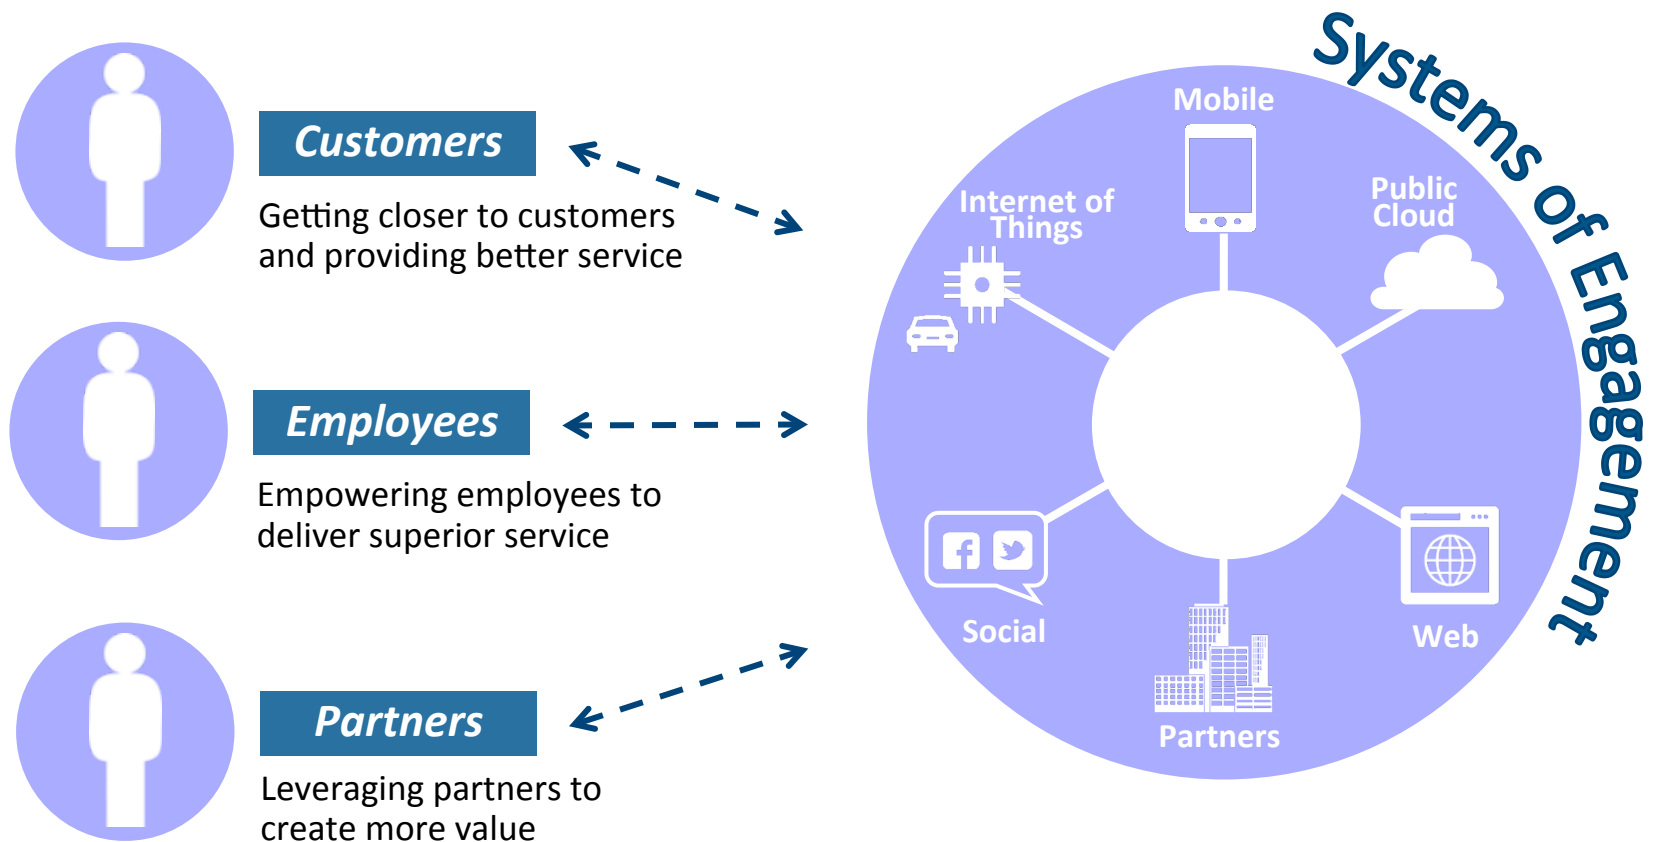 Customers
Getting closer to customers
and providing better service
Employees
Empowering employees to
deliver superior service
Partners
Leveraging partners to
create more value
Systems of Engagement
Mobile
Internet of
Things
Public
Cloud
Social
Web
Partners